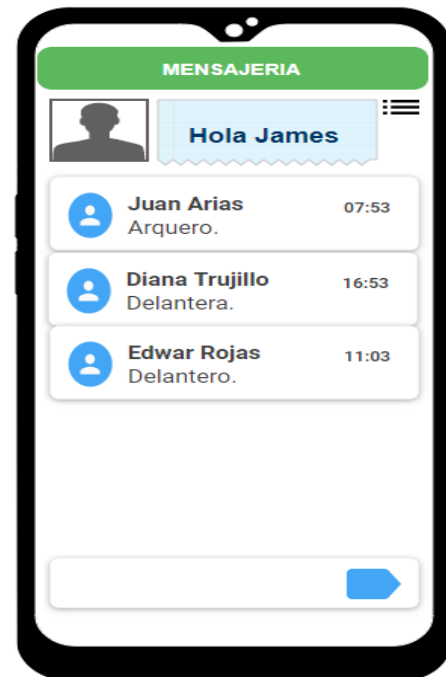 MENSAJERIA
Hola James
Juan Arias 07:53
Arquero.
Diana Trujillo 16:53
Delantera.
Edwar Rojas 11:03
Delantero.